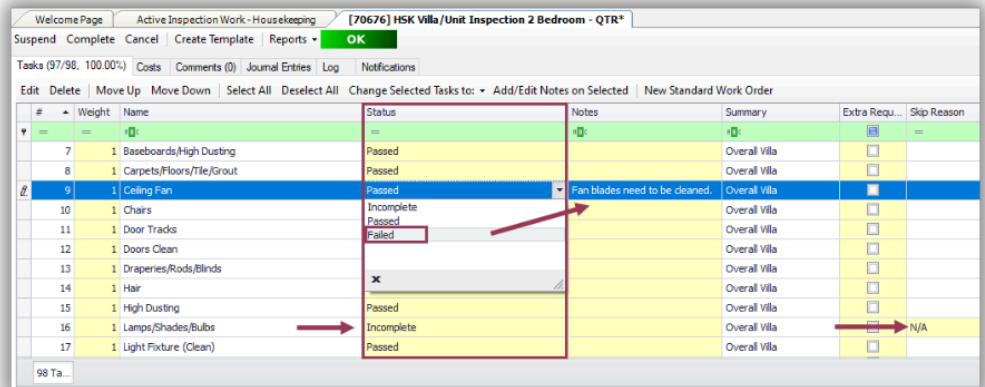 Welcome Page Active Inspection Work - Housekeeping [70676] HSK Villa/Unit Inspection 2 Bedroom - QTR*
Suspend Complete Cancel Create Template Reports OK
Tasks (97/98, 100.00%) Costs Comments (0) Journal Entries Log Notifications
Edit Delete Move Up Move Down Select All Deselect All Change Selected Tasks to: Add/Edit Notes on Selected New Standard Work Order
# Weight Name Status Notes Summary Extra Requ... Skip Reason
7 1 Baseboards/High Dusting Passed Overall Villa
8 1 Carpets/Floors/Tile/Grout Passed Overall Villa
9 1 Ceiling Fan Passed Fan blades need to be cleaned. Overall Villa
10 1 Chairs Incomplete Overall Villa
Passed
11 1 Door Tracks Failed Overall Villa
12 1 Doors Clean Overall Villa
13 1 Draperies/Rods/Blinds Overall Villa
14 1 Hair x Overall Villa
15 1 High Dusting Passed Overall Villa
16 1 Lamps/Shades/Bulbs Incomplete Overall Villa N/A
17 1 Light Fixture (Clean) Passed Overall Villa
98 Ta...